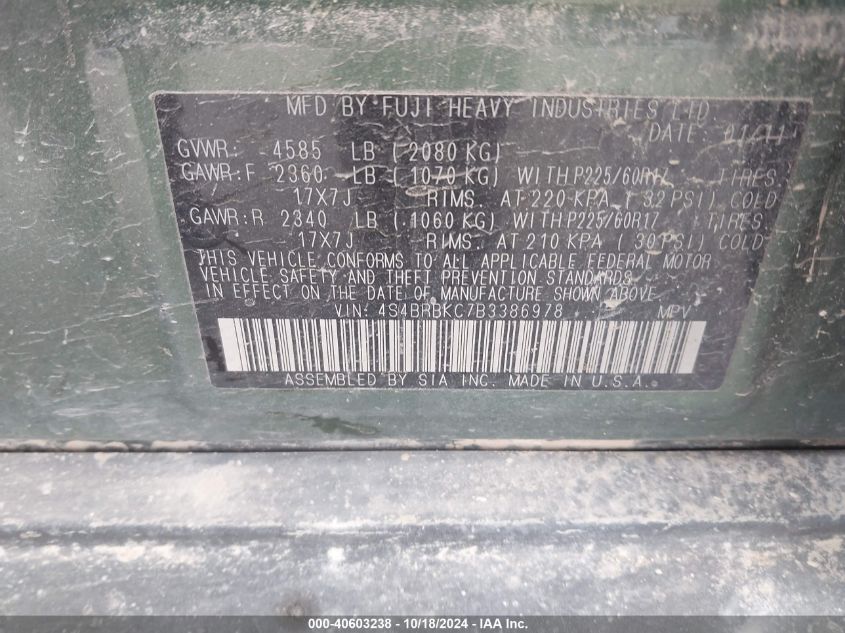 MFD BY FUJI HEAVY INDUSTRIES LTD.
DATE: 01/11
GVWR: 4585 LB (2080 KG)
GAWR:F 2360 LB (1070 KG) WITH P225/60R17 TIRES
17X7J RIMS. AT 220 KPA (32 PSI) COLD
GAWR:R 2340 LB (1060 KG) WITH P225/60R17 TIRES
17X7J RIMS. AT 210 KPA (30 PSI) COLD
THIS VEHICLE CONFORMS TO ALL APPLICABLE FEDERAL MOTOR
VEHICLE SAFETY AND THEFT PREVENTION STANDARDS
IN EFFECT ON THE DATE OF MANUFACTURE SHOWN ABOVE.
VIN: 4S4BRBKC7B3386978 MPV
ASSEMBLED BY SIA INC. MADE IN U.S.A.
000-40603238 - 10/18/2024 - IAA Inc.